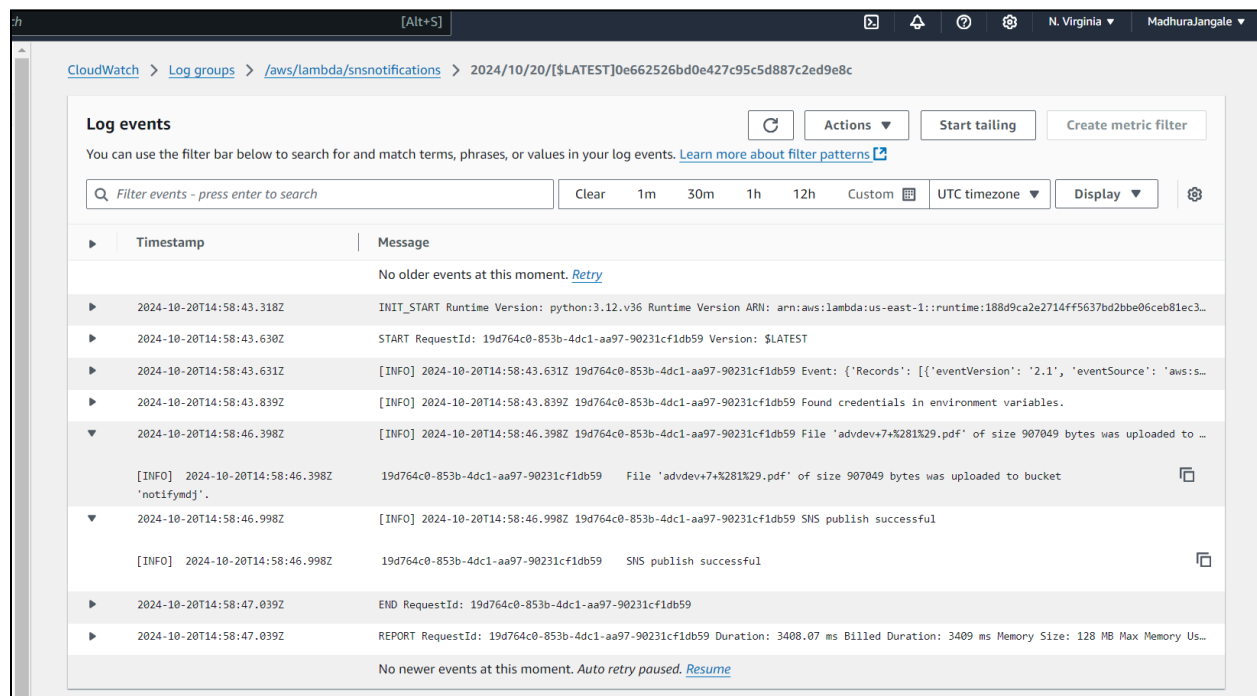 ch [Alt+S] N. Virginia ▼ MadhuraJangale ▼
CloudWatch > Log groups > /aws/lambda/snsnotifications > 2024/10/20/[$LATEST]0e662526bd0e427c95c5d887c2ed9e8c
Log events Actions ▼ Start tailing Create metric filter
You can use the filter bar below to search for and match terms, phrases, or values in your log events. Learn more about filter patterns
Filter events - press enter to search Clear 1m 30m 1h 12h Custom UTC timezone ▼ Display ▼
Timestamp Message
No older events at this moment. Retry
2024-10-20T14:58:43.318Z INIT_START Runtime Version: python:3.12.v36 Runtime Version ARN: arn:aws:lambda:us-east-1::runtime:188d9ca2e2714ff5637bd2bbe06ceb81ec3…
2024-10-20T14:58:43.630Z START RequestId: 19d764c0-853b-4dc1-aa97-90231cf1db59 Version: $LATEST
2024-10-20T14:58:43.631Z [INFO] 2024-10-20T14:58:43.631Z 19d764c0-853b-4dc1-aa97-90231cf1db59 Event: {'Records': [{'eventVersion': '2.1', 'eventSource': 'aws:s…
2024-10-20T14:58:43.839Z [INFO] 2024-10-20T14:58:43.839Z 19d764c0-853b-4dc1-aa97-90231cf1db59 Found credentials in environment variables.
2024-10-20T14:58:46.398Z [INFO] 2024-10-20T14:58:46.398Z 19d764c0-853b-4dc1-aa97-90231cf1db59 File 'advdev+7+%281%29.pdf' of size 907049 bytes was uploaded to …
[INFO] 2024-10-20T14:58:46.398Z 19d764c0-853b-4dc1-aa97-90231cf1db59 File 'advdev+7+%281%29.pdf' of size 907049 bytes was uploaded to bucket
'notifymdj'.
2024-10-20T14:58:46.998Z [INFO] 2024-10-20T14:58:46.998Z 19d764c0-853b-4dc1-aa97-90231cf1db59 SNS publish successful
[INFO] 2024-10-20T14:58:46.998Z 19d764c0-853b-4dc1-aa97-90231cf1db59 SNS publish successful
2024-10-20T14:58:47.039Z END RequestId: 19d764c0-853b-4dc1-aa97-90231cf1db59
2024-10-20T14:58:47.039Z REPORT RequestId: 19d764c0-853b-4dc1-aa97-90231cf1db59 Duration: 3408.07 ms Billed Duration: 3409 ms Memory Size: 128 MB Max Memory Us…
No newer events at this moment. Auto retry paused. Resume